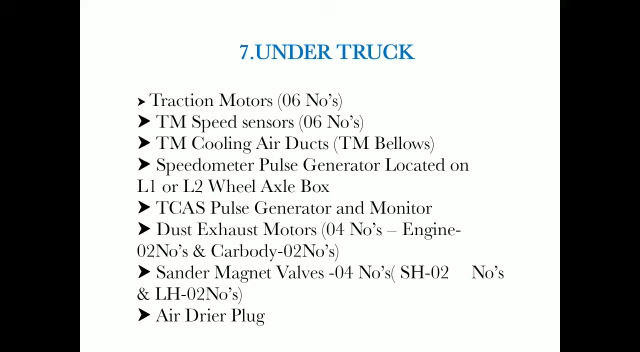 7.UNDER TRUCK
➤ Traction Motors (06 No's)
➤ TM Speed sensors (06 No's)
➤ TM Cooling Air Ducts (TM Bellows)
➤ Speedometer Pulse Generator Located on
L1 or L2 Wheel Axle Box
➤ TCAS Pulse Generator and Monitor
➤ Dust Exhaust Motors (04 No's – Engine-
02No's & Carbody-02No's)
➤ Sander Magnet Valves -04 No's( SH-02 No's
& LH-02No's)
➤ Air Drier Plug